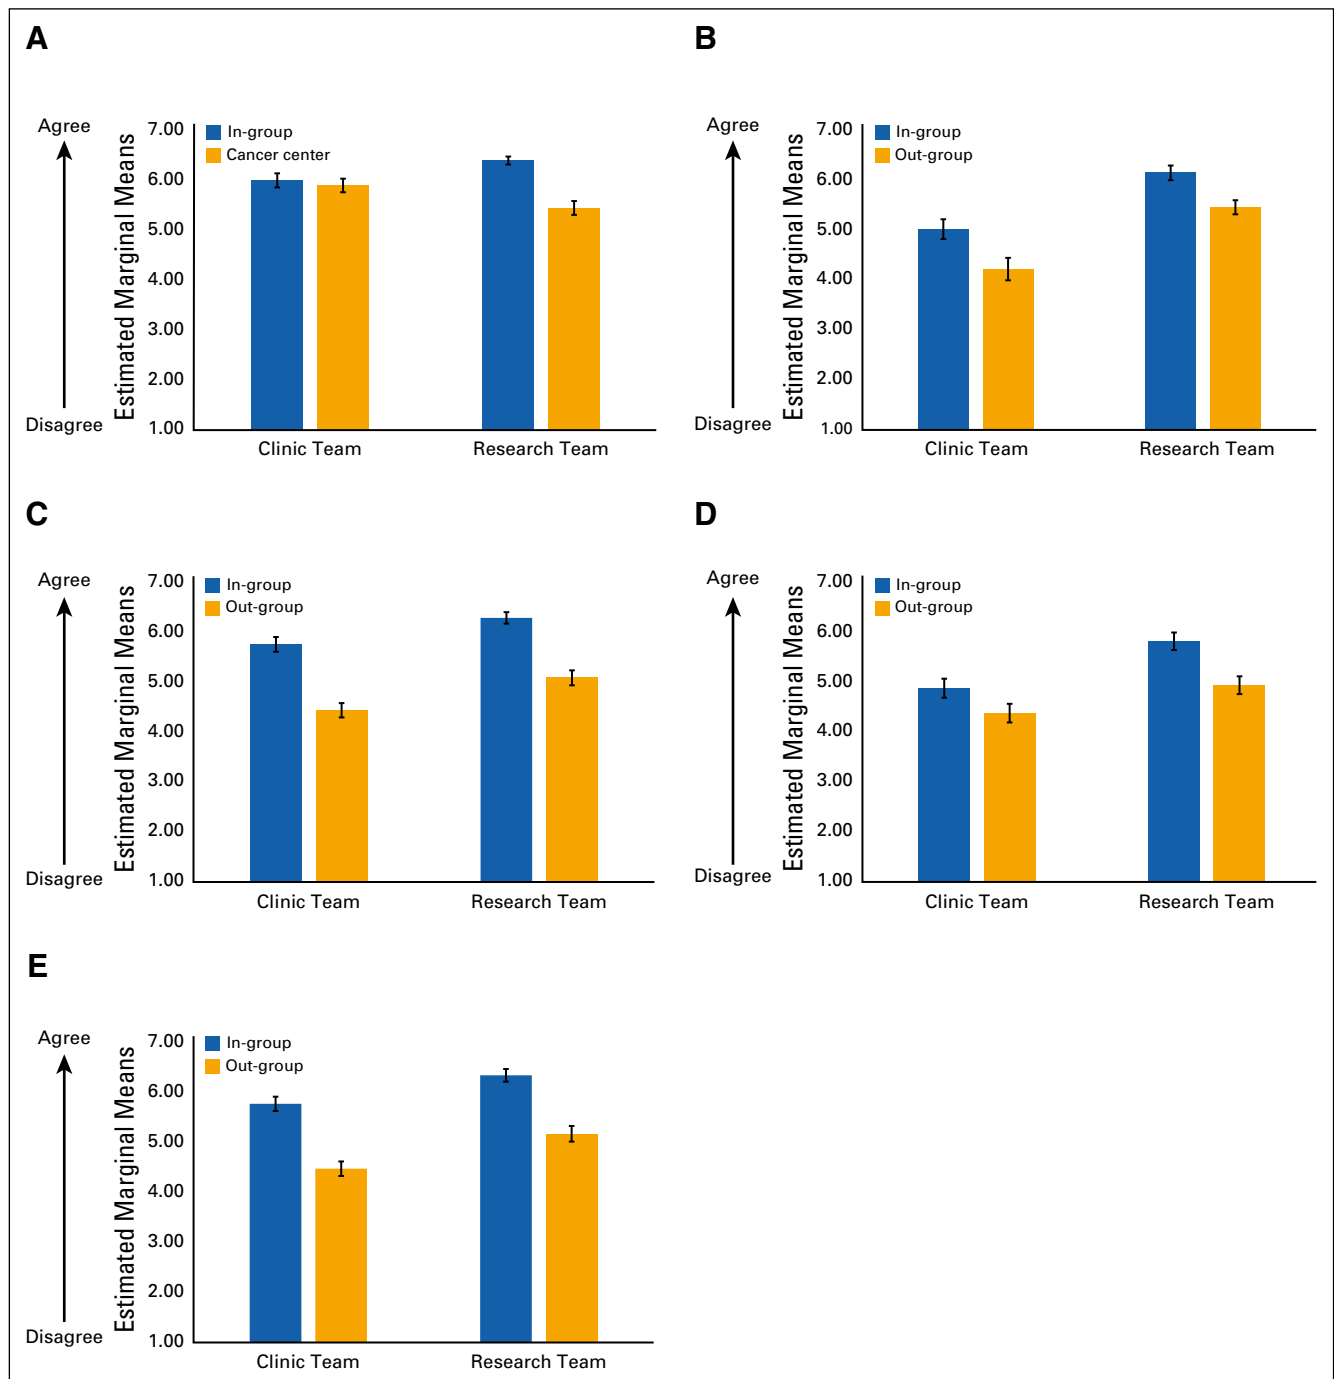 A
Agree
Disagree
Estimated Marginal Means
7.00
6.00
5.00
4.00
3.00
2.00
1.00
In-group
Cancer center
Clinic Team
Research Team
B
Agree
Disagree
Estimated Marginal Means
7.00
6.00
5.00
4.00
3.00
2.00
1.00
In-group
Out-group
Clinic Team
Research Team
C
Agree
Disagree
Estimated Marginal Means
7.00
6.00
5.00
4.00
3.00
2.00
1.00
In-group
Out-group
Clinic Team
Research Team
D
Agree
Disagree
Estimated Marginal Means
7.00
6.00
5.00
4.00
3.00
2.00
1.00
In-group
Out-group
Clinic Team
Research Team
E
Agree
Disagree
Estimated Marginal Means
7.00
6.00
5.00
4.00
3.00
2.00
1.00
In-group
Out-group
Clinic Team
Research Team